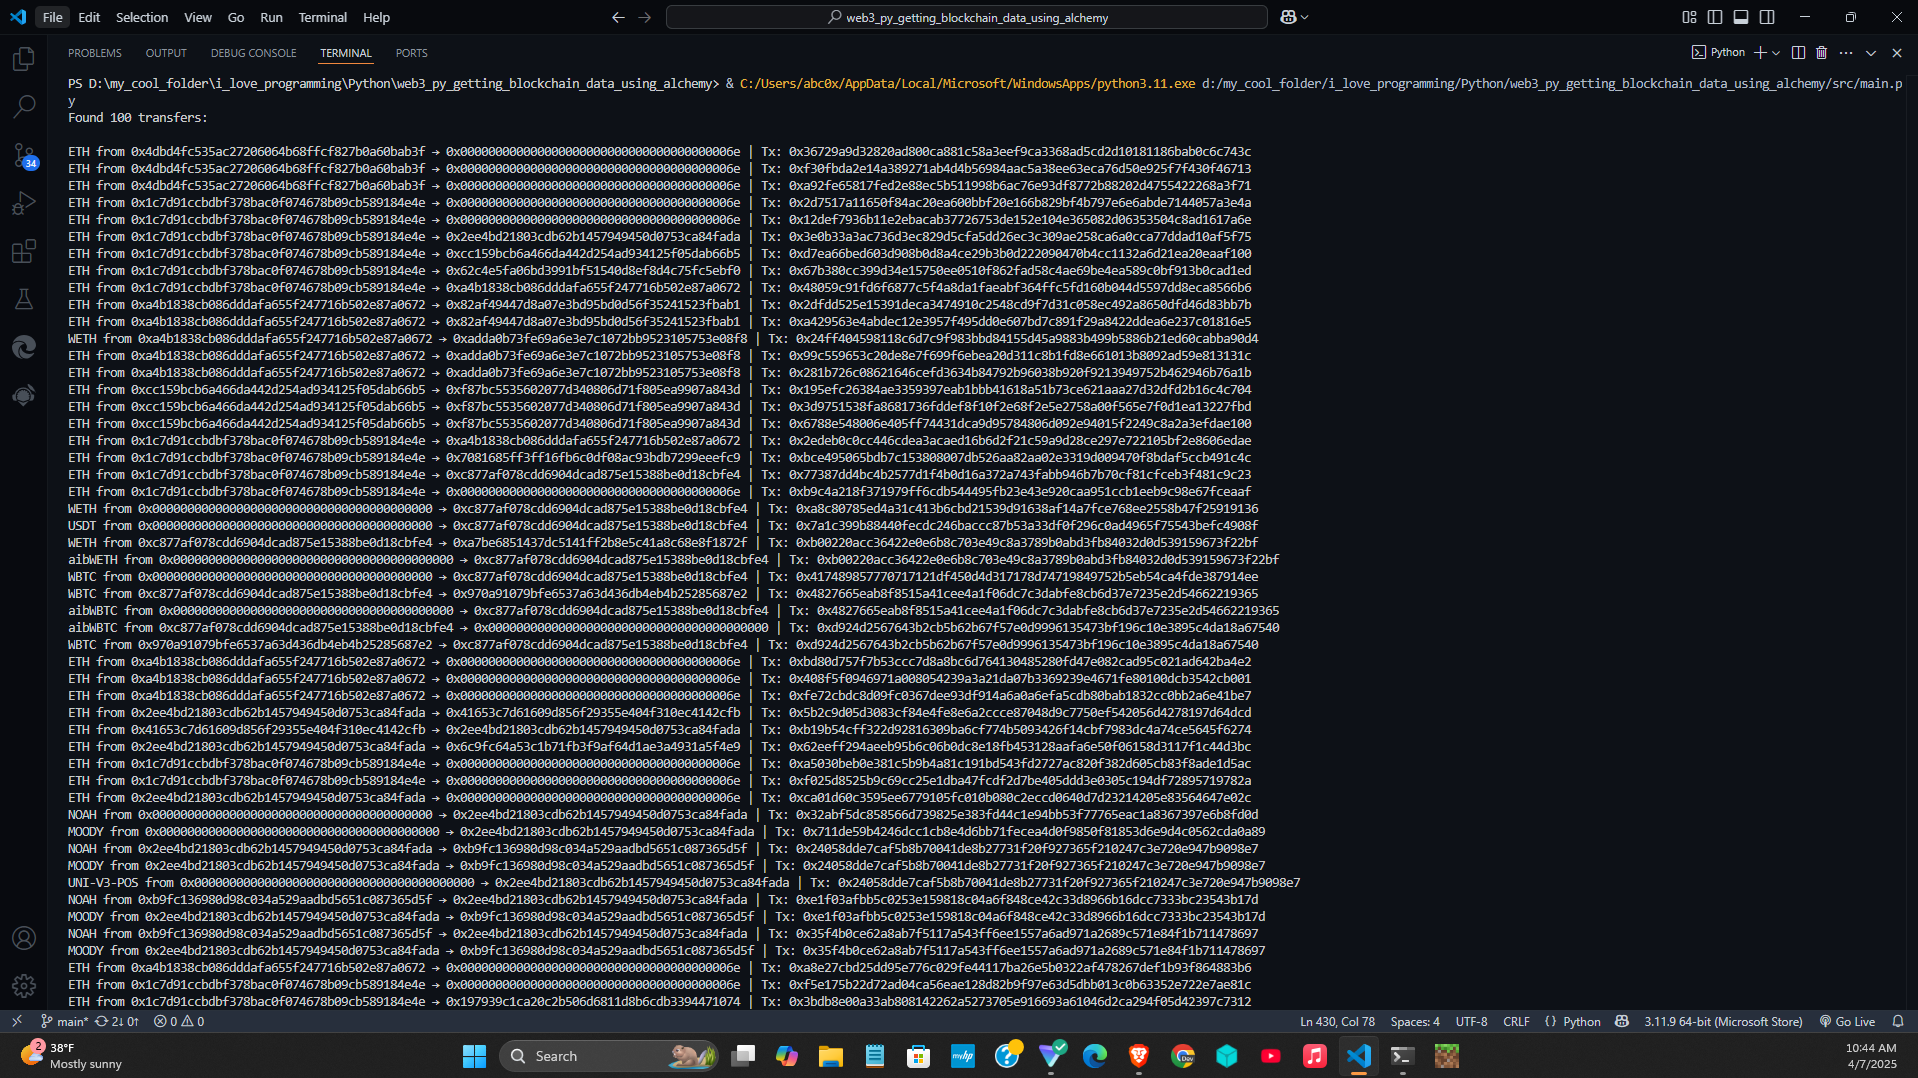 File Edit Selection View Go Run Terminal Help
web3_py_getting_blockchain_data_using_alchemy
PROBLEMS OUTPUT DEBUG CONSOLE TERMINAL PORTS
Python
PS D:\my_cool_folder\i_love_programming\Python\web3_py_getting_blockchain_data_using_alchemy> & C:/Users/abc0x/AppData/Local/Microsoft/WindowsApps/python3.11.exe d:/my_cool_folder/i_love_programming/Python/web3_py_getting_blockchain_data_using_alchemy/src/main.p
y
Found 100 transfers:
ETH from 0x4dbd4fc535ac27206064b68ffcf827b0a60bab3f → 0x000000000000000000000000000000000000006e | Tx: 0x36729a9d32820ad800ca881c58a3eef9ca3368ad5cd2d10181186bab0c6c743c
ETH from 0x4dbd4fc535ac27206064b68ffcf827b0a60bab3f → 0x000000000000000000000000000000000000006e | Tx: 0xf30fbda2e14a389271ab4d4b56984aac5a38ee63eca76d50e925f7f430f46713
ETH from 0x4dbd4fc535ac27206064b68ffcf827b0a60bab3f → 0x000000000000000000000000000000000000006e | Tx: 0xa92fe65817fed2e88ec5b511998b6ac76e93df8772b88202d4755422268a3f71
ETH from 0x1c7d91ccbdbf378bac0f074678b09cb589184e4e → 0x000000000000000000000000000000000000006e | Tx: 0x2d7517a11650f84ac20ea600bbf20e166b829bf4b797e6e6abde7144057a3e4a
ETH from 0x1c7d91ccbdbf378bac0f074678b09cb589184e4e → 0x000000000000000000000000000000000000006e | Tx: 0x12def7936b11e2ebacab37726753de152e104e365082d06353504c8ad1617a6e
ETH from 0x1c7d91ccbdbf378bac0f074678b09cb589184e4e → 0x2ee4bd21803cdb62b1457949450d0753ca84fada | Tx: 0x3e0b33a3ac736d3ec829d5cfa5dd26ec3c309ae258ca6a0cca77ddad10af5f75
ETH from 0x1c7d91ccbdbf378bac0f074678b09cb589184e4e → 0xcc159bcb6a466da442d254ad934125f05dab66b5 | Tx: 0xd7ea66bed603d908b0d8a4ce29b3b0d222090470b4cc1132a6d21ea20eaaf100
ETH from 0x1c7d91ccbdbf378bac0f074678b09cb589184e4e → 0x62c4e5fa06bd3991bf51540d8ef8d4c75fc5ebf0 | Tx: 0x67b380cc399d34e15750ee0510f862fad58c4ae69be4ea589c0bf913b0cad1ed
ETH from 0x1c7d91ccbdbf378bac0f074678b09cb589184e4e → 0xa4b1838cb086dddafa655f247716b502e87a0672 | Tx: 0x48059c91fd6f6877c5f4a8da1faeabf364ffc5fd160b044d5597dd8eca8566b6
ETH from 0xa4b1838cb086dddafa655f247716b502e87a0672 → 0x82af49447d8a07e3bd95bd0d56f35241523fbab1 | Tx: 0x2dfdd525e15391deca3474910c2548cd9f7d31c058ec492a8650dfd46d83bb7b
ETH from 0xa4b1838cb086dddafa655f247716b502e87a0672 → 0x82af49447d8a07e3bd95bd0d56f35241523fbab1 | Tx: 0xa429563e4abdec12e3957f495dd0e607bd7c891f29a8422ddea6e237c01816e5
WETH from 0xa4b1838cb086dddafa655f247716b502e87a0672 → 0xadda0b73fe69a6e3e7c1072bb9523105753e08f8 | Tx: 0x24ff404598118c6d7c9f983bbd84155d45a9883b499b5886b21ed60cabba90d4
ETH from 0xa4b1838cb086dddafa655f247716b502e87a0672 → 0xadda0b73fe69a6e3e7c1072bb9523105753e08f8 | Tx: 0x99c559653c20de8e7f699f6ebea20d311c8b1fd8e661013b8092ad59e813131c
ETH from 0xa4b1838cb086dddafa655f247716b502e87a0672 → 0xadda0b73fe69a6e3e7c1072bb9523105753e08f8 | Tx: 0x281b726c08621646cefd3634b84792b96038b920f9213949752b462946b76a1b
ETH from 0xcc159bcb6a466da442d254ad934125f05dab66b5 → 0xf87bc5535602077d340806d71f805ea9907a843d | Tx: 0x195efc26384ae3359397eab1bbb41618a51b73ce621aaa27d32dfd2b16c4c704
ETH from 0xcc159bcb6a466da442d254ad934125f05dab66b5 → 0xf87bc5535602077d340806d71f805ea9907a843d | Tx: 0x3d9751538fa8681736fddef8f10f2e68f2e5e2758a00f565e7f0d1ea13227fbd
ETH from 0xcc159bcb6a466da442d254ad934125f05dab66b5 → 0xf87bc5535602077d340806d71f805ea9907a843d | Tx: 0x6788e548006e405ff74431dca9d95784806d092e94015f2249c8a2a3efdae100
ETH from 0x1c7d91ccbdbf378bac0f074678b09cb589184e4e → 0xa4b1838cb086dddafa655f247716b502e87a0672 | Tx: 0x2edeb0c0cc446cdea3acaed16b6d2f21c59a9d28ce297e722105bf2e8606edae
ETH from 0x1c7d91ccbdbf378bac0f074678b09cb589184e4e → 0x7081685ff3ff16fb6c0df08ac93bdb7299eeefc9 | Tx: 0xbce495065bdb7c153808007db526aa82aa02e3319d009470f8bdaf5ccb491c4c
ETH from 0x1c7d91ccbdbf378bac0f074678b09cb589184e4e → 0xc877af078cdd6904dcad875e15388be0d18cbfe4 | Tx: 0x77387dd4bc4b2577d1f4b0d16a372a743fabb946b7b70cf81cfceb3f481c9c23
ETH from 0x1c7d91ccbdbf378bac0f074678b09cb589184e4e → 0x000000000000000000000000000000000000006e | Tx: 0xb9c4a218f371979ff6cdb544495fb23e43e920caa951ccb1eeb9c98e67fceaaf
WETH from 0x0000000000000000000000000000000000000000 → 0xc877af078cdd6904dcad875e15388be0d18cbfe4 | Tx: 0xa8c80785ed4a31c413b6cbd21539d91638af14a7fce768ee2558b47f25919136
USDT from 0x0000000000000000000000000000000000000000 → 0xc877af078cdd6904dcad875e15388be0d18cbfe4 | Tx: 0x7a1c399b88440fecdc246baccc87b53a33df0f296c0ad4965f75543befc4908f
WETH from 0xc877af078cdd6904dcad875e15388be0d18cbfe4 → 0xa7be6851437dc5141ff2b8e5c41a8c68e8f1872f | Tx: 0xb00220acc36422e0e6b8c703e49c8a3789b0abd3fb84032d0d539159673f22bf
aibWETH from 0x0000000000000000000000000000000000000000 → 0xc877af078cdd6904dcad875e15388be0d18cbfe4 | Tx: 0xb00220acc36422e0e6b8c703e49c8a3789b0abd3fb84032d0d539159673f22bf
WBTC from 0x0000000000000000000000000000000000000000 → 0xc877af078cdd6904dcad875e15388be0d18cbfe4 | Tx: 0x417489857770717121df450d4d317178d74719849752b5eb54ca4fde387914ee
WBTC from 0xc877af078cdd6904dcad875e15388be0d18cbfe4 → 0x970a91079bfe6537a63d436db4eb4b25285687e2 | Tx: 0x4827665eab8f8515a41cee4a1f06dc7c3dabfe8cb6d37e7235e2d54662219365
aibWBTC from 0x0000000000000000000000000000000000000000 → 0xc877af078cdd6904dcad875e15388be0d18cbfe4 | Tx: 0x4827665eab8f8515a41cee4a1f06dc7c3dabfe8cb6d37e7235e2d54662219365
aibWBTC from 0xc877af078cdd6904dcad875e15388be0d18cbfe4 → 0x0000000000000000000000000000000000000000 | Tx: 0xd924d2567643b2cb5b62b67f57e0d9996135473bf196c10e3895c4da18a67540
WBTC from 0x970a91079bfe6537a63d436db4eb4b25285687e2 → 0xc877af078cdd6904dcad875e15388be0d18cbfe4 | Tx: 0xd924d2567643b2cb5b62b67f57e0d9996135473bf196c10e3895c4da18a67540
ETH from 0xa4b1838cb086dddafa655f247716b502e87a0672 → 0x000000000000000000000000000000000000006e | Tx: 0xbd80d757f7b53ccc7d8a8bc6d764130485280fd47e082cad95c021ad642ba4e2
ETH from 0xa4b1838cb086dddafa655f247716b502e87a0672 → 0x000000000000000000000000000000000000006e | Tx: 0x408f5f0946971a008054239a3a21da07b3369239e4671fe80100dcb3542cb001
ETH from 0xa4b1838cb086dddafa655f247716b502e87a0672 → 0x000000000000000000000000000000000000006e | Tx: 0xfe72cbdc8d09fc0367dee93df914a6a0a6efa5cdb80bab1832cc0bb2a6e41be7
ETH from 0x2ee4bd21803cdb62b1457949450d0753ca84fada → 0x41653c7d61609d856f29355e404f310ec4142cfb | Tx: 0x5b2c9d05d3083cf84e4fe8e6a2ccce87048d9c7750ef542056d4278197d64dcd
ETH from 0x41653c7d61609d856f29355e404f310ec4142cfb → 0x2ee4bd21803cdb62b1457949450d0753ca84fada | Tx: 0xb19b54cff322d92816309ba6cf774b5093426f14cbf7983dc4a74ce5645f6274
ETH from 0x2ee4bd21803cdb62b1457949450d0753ca84fada → 0x6c9fc64a53c1b71fb3f9af64d1ae3a4931a5f4e9 | Tx: 0x62eeff294aeeb95b6c06b0dc8e18fb453128aafa6e50f06158d3117f1c44d3bc
ETH from 0x1c7d91ccbdbf378bac0f074678b09cb589184e4e → 0x000000000000000000000000000000000000006e | Tx: 0xa5030beb0e381c5b9b4a81c191bd543fd2727ac820f382d605cb83f8ade1d5ac
ETH from 0x1c7d91ccbdbf378bac0f074678b09cb589184e4e → 0x000000000000000000000000000000000000006e | Tx: 0xf025d8525b9c69cc25e1dba47fcdf2d7be405ddd3e0305c194df72895719782a
ETH from 0x2ee4bd21803cdb62b1457949450d0753ca84fada → 0x000000000000000000000000000000000000006e | Tx: 0xca01d60c3595ee6779105fc010b080c2eccd0640d7d23214205e83564647e02c
NOAH from 0x0000000000000000000000000000000000000000 → 0x2ee4bd21803cdb62b1457949450d0753ca84fada | Tx: 0x32abf5dc858566d739825e383fd44c1e94bb53f77765eac1a8367397e6b8fd0d
MOODY from 0x0000000000000000000000000000000000000000 → 0x2ee4bd21803cdb62b1457949450d0753ca84fada | Tx: 0x711de59b4246dcc1cb8e4d6bb71fecea4d0f9850f81853d6e9d4c0562cda0a89
NOAH from 0x2ee4bd21803cdb62b1457949450d0753ca84fada → 0xb9fc136980d98c034a529aadbd5651c087365d5f | Tx: 0x24058dde7caf5b8b70041de8b27731f20f927365f210247c3e720e947b9098e7
MOODY from 0x2ee4bd21803cdb62b1457949450d0753ca84fada → 0xb9fc136980d98c034a529aadbd5651c087365d5f | Tx: 0x24058dde7caf5b8b70041de8b27731f20f927365f210247c3e720e947b9098e7
UNI-V3-POS from 0x0000000000000000000000000000000000000000 → 0x2ee4bd21803cdb62b1457949450d0753ca84fada | Tx: 0x24058dde7caf5b8b70041de8b27731f20f927365f210247c3e720e947b9098e7
NOAH from 0xb9fc136980d98c034a529aadbd5651c087365d5f → 0x2ee4bd21803cdb62b1457949450d0753ca84fada | Tx: 0xe1f03afbb5c0253e159818c04a6f848ce42c33d8966b16dcc7333bc23543b17d
MOODY from 0x2ee4bd21803cdb62b1457949450d0753ca84fada → 0xb9fc136980d98c034a529aadbd5651c087365d5f | Tx: 0xe1f03afbb5c0253e159818c04a6f848ce42c33d8966b16dcc7333bc23543b17d
NOAH from 0xb9fc136980d98c034a529aadbd5651c087365d5f → 0x2ee4bd21803cdb62b1457949450d0753ca84fada | Tx: 0x35f4b0ce62a8ab7f5117a543ff6ee1557a6ad971a2689c571e84f1b711478697
MOODY from 0x2ee4bd21803cdb62b1457949450d0753ca84fada → 0xb9fc136980d98c034a529aadbd5651c087365d5f | Tx: 0x35f4b0ce62a8ab7f5117a543ff6ee1557a6ad971a2689c571e84f1b711478697
ETH from 0xa4b1838cb086dddafa655f247716b502e87a0672 → 0x000000000000000000000000000000000000006e | Tx: 0xa8e27cbd25dd95e776c029fe44117ba26e5b0322af478267def1b93f864883b6
ETH from 0x1c7d91ccbdbf378bac0f074678b09cb589184e4e → 0x000000000000000000000000000000000000006e | Tx: 0xf5e175b22d72ad04ca56eae128d82b9f97e63d5dbb013c0b63352e722e7ae81c
ETH from 0x1c7d91ccbdbf378bac0f074678b09cb589184e4e → 0x197939c1ca20c2b506d6811d8b6cdb3394471074 | Tx: 0x3bdb8e00a33ab808142262a5273705e916693a61046d2ca294f05d42397c7312
34
main* 2↓ 0↑ 0 0 Ln 430, Col 78 Spaces: 4 UTF-8 CRLF {} Python 3.11.9 64-bit (Microsoft Store) Go Live
2
38°F
Mostly sunny
Search
myhp
Dev
10:44 AM
4/7/2025